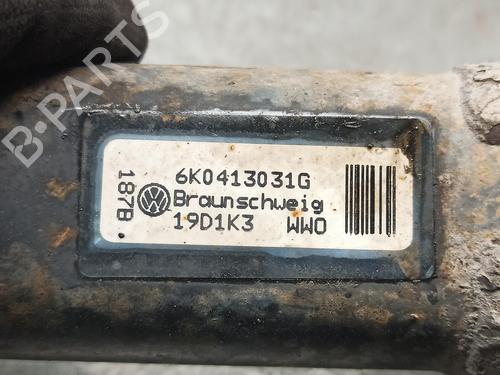 B-PARTS
187B
6K0413031G
Braunschweig
19D1K3 WWO